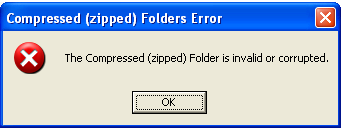 Compressed (zipped) Folders Error
The Compressed (zipped) Folder is invalid or corrupted.
OK